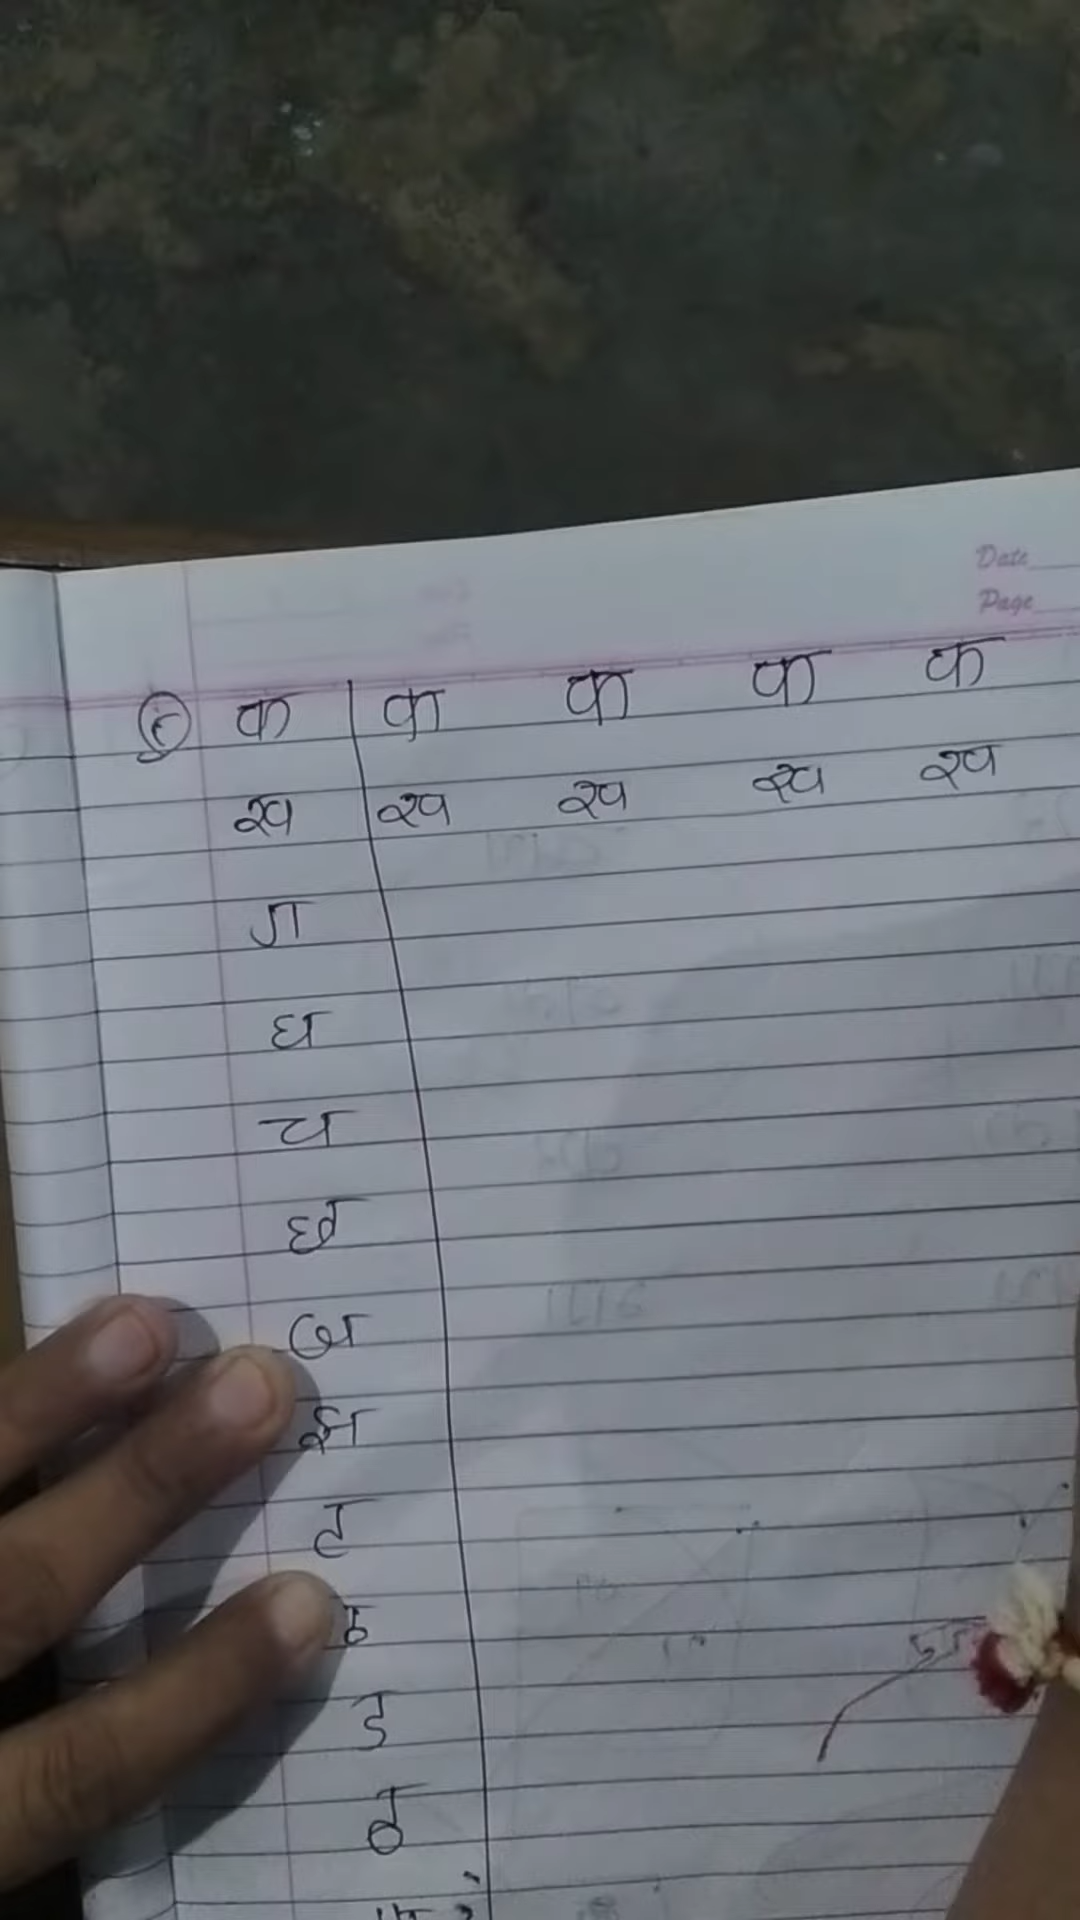 Date
Page
क क क क क
ख ख ख ख ख
ग
घ
च
छ
ज
झ
ट
ठ
ड
ढ